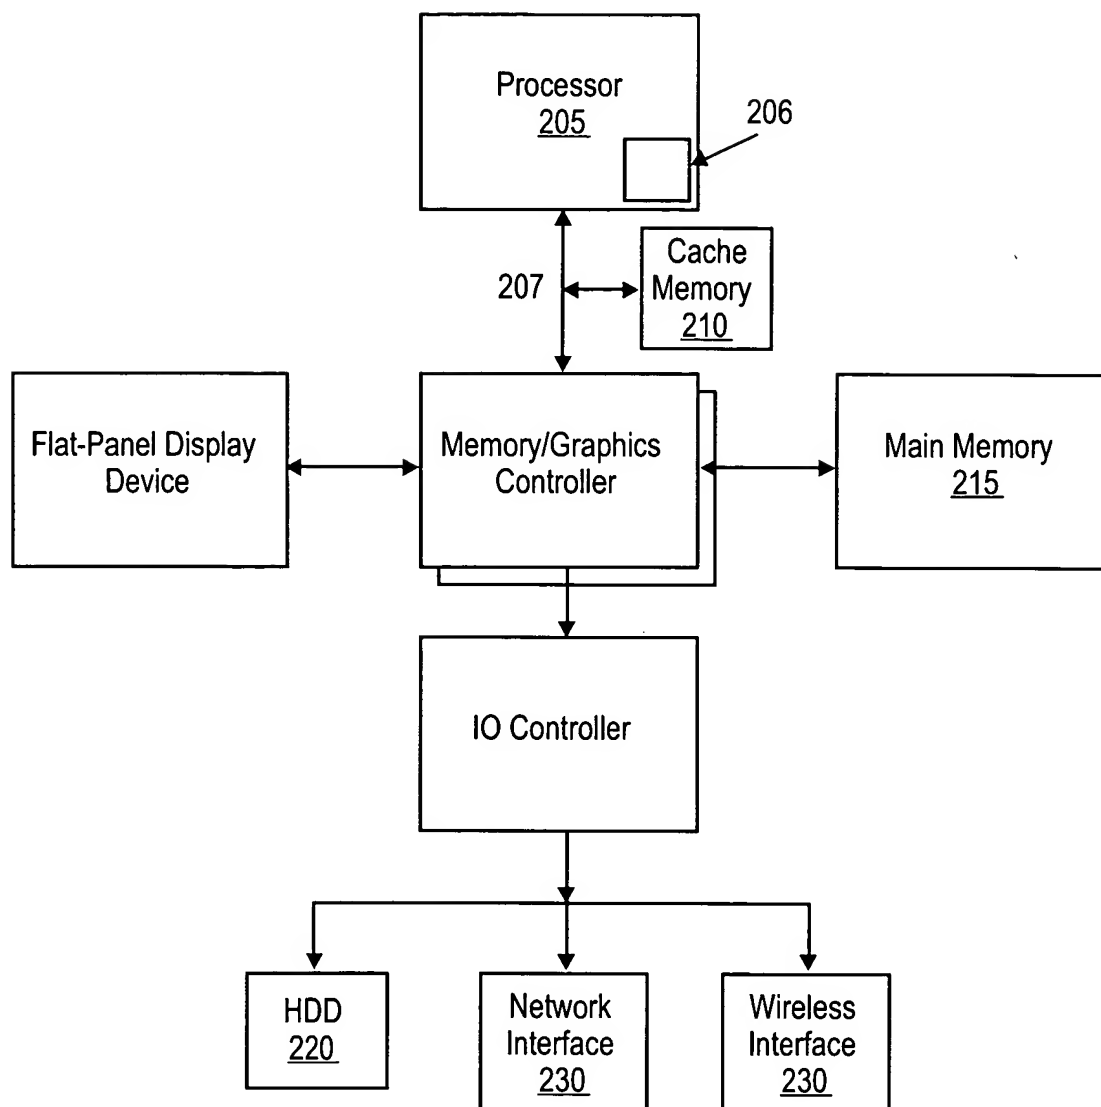 Processor
205
206
207
Cache
Memory
210
Flat-Panel Display
Device
Memory/Graphics
Controller
Main Memory
215
IO Controller
HDD
220
Network
Interface
230
Wireless
Interface
230